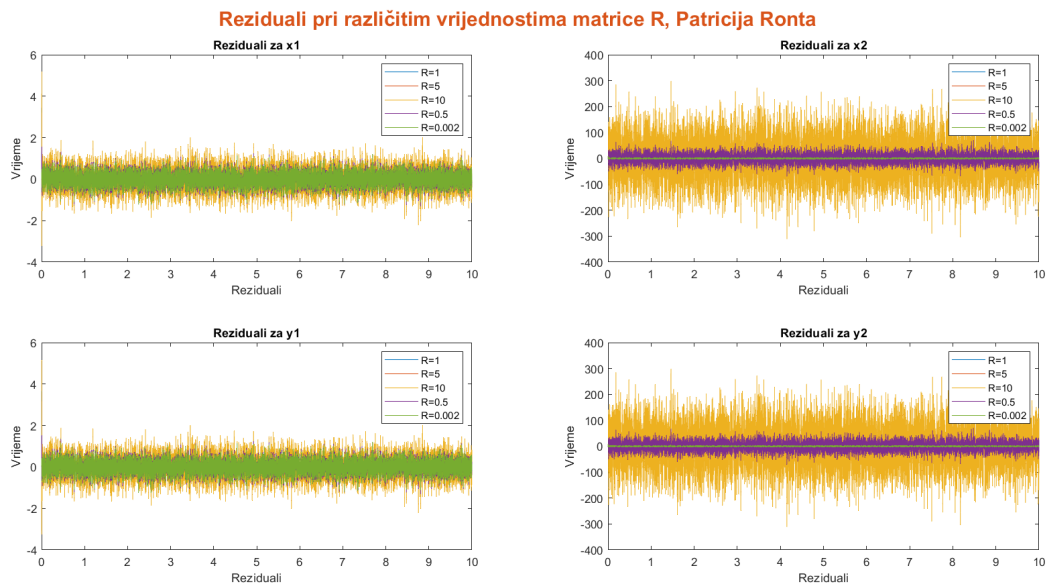 Reziduali pri različitim vrijednostima matrice R, Patricija Ronta
Reziduali za x1
Vrijeme
6
4
2
0
-2
-4
R=1
R=5
R=10
R=0.5
R=0.002
0 1 2 3 4 5 6 7 8 9 10
Reziduali
Reziduali za x2
Vrijeme
400
300
200
100
0
-100
-200
-300
-400
R=1
R=5
R=10
R=0.5
R=0.002
0 1 2 3 4 5 6 7 8 9 10
Reziduali
Reziduali za y1
Vrijeme
6
4
2
0
-2
-4
R=1
R=5
R=10
R=0.5
R=0.002
0 1 2 3 4 5 6 7 8 9 10
Reziduali
Reziduali za y2
Vrijeme
400
300
200
100
0
-100
-200
-300
-400
R=1
R=5
R=10
R=0.5
R=0.002
0 1 2 3 4 5 6 7 8 9 10
Reziduali